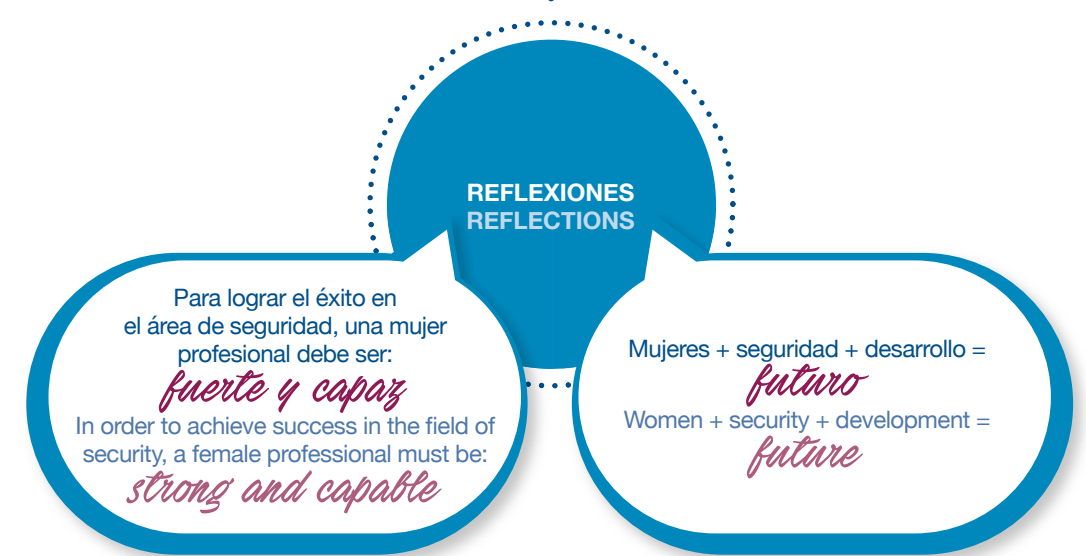 REFLEXIONES
REFLECTIONS
Para lograr el éxito en
el área de seguridad, una mujer
profesional debe ser:
fuerte y capaz
In order to achieve success in the field of
security, a female professional must be:
strong and capable
Mujeres + seguridad + desarrollo =
futuro
Women + security + development =
future